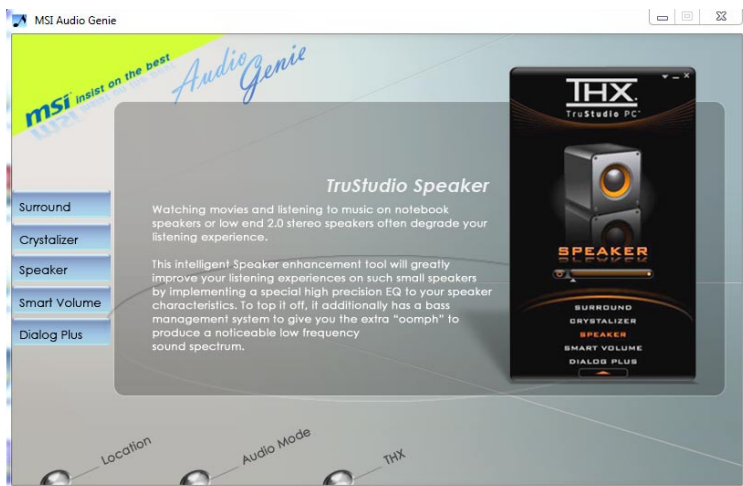 MSI Audio Genie
msi insist on the best
Audio Genie
THX
TruStudio PC
TruStudio Speaker
Surround
Crystalizer
Speaker
Smart Volume
Dialog Plus
Watching movies and listening to music on notebook
speakers or low end 2.0 stereo speakers often degrade your
listening experience.
This intelligent Speaker enhancement tool will greatly
improve your listening experiences on such small speakers
by implementing a special high precision EQ to your speaker
characteristics. To top it off, it additionally has a bass
management system to give you the extra “oomph” to
produce a noticeable low frequency
sound spectrum.
SPEAKER
SURROUND
CRYSTALIZER
SPEAKER
SMART VOLUME
DIALOG PLUS
Location
Audio Mode
THX